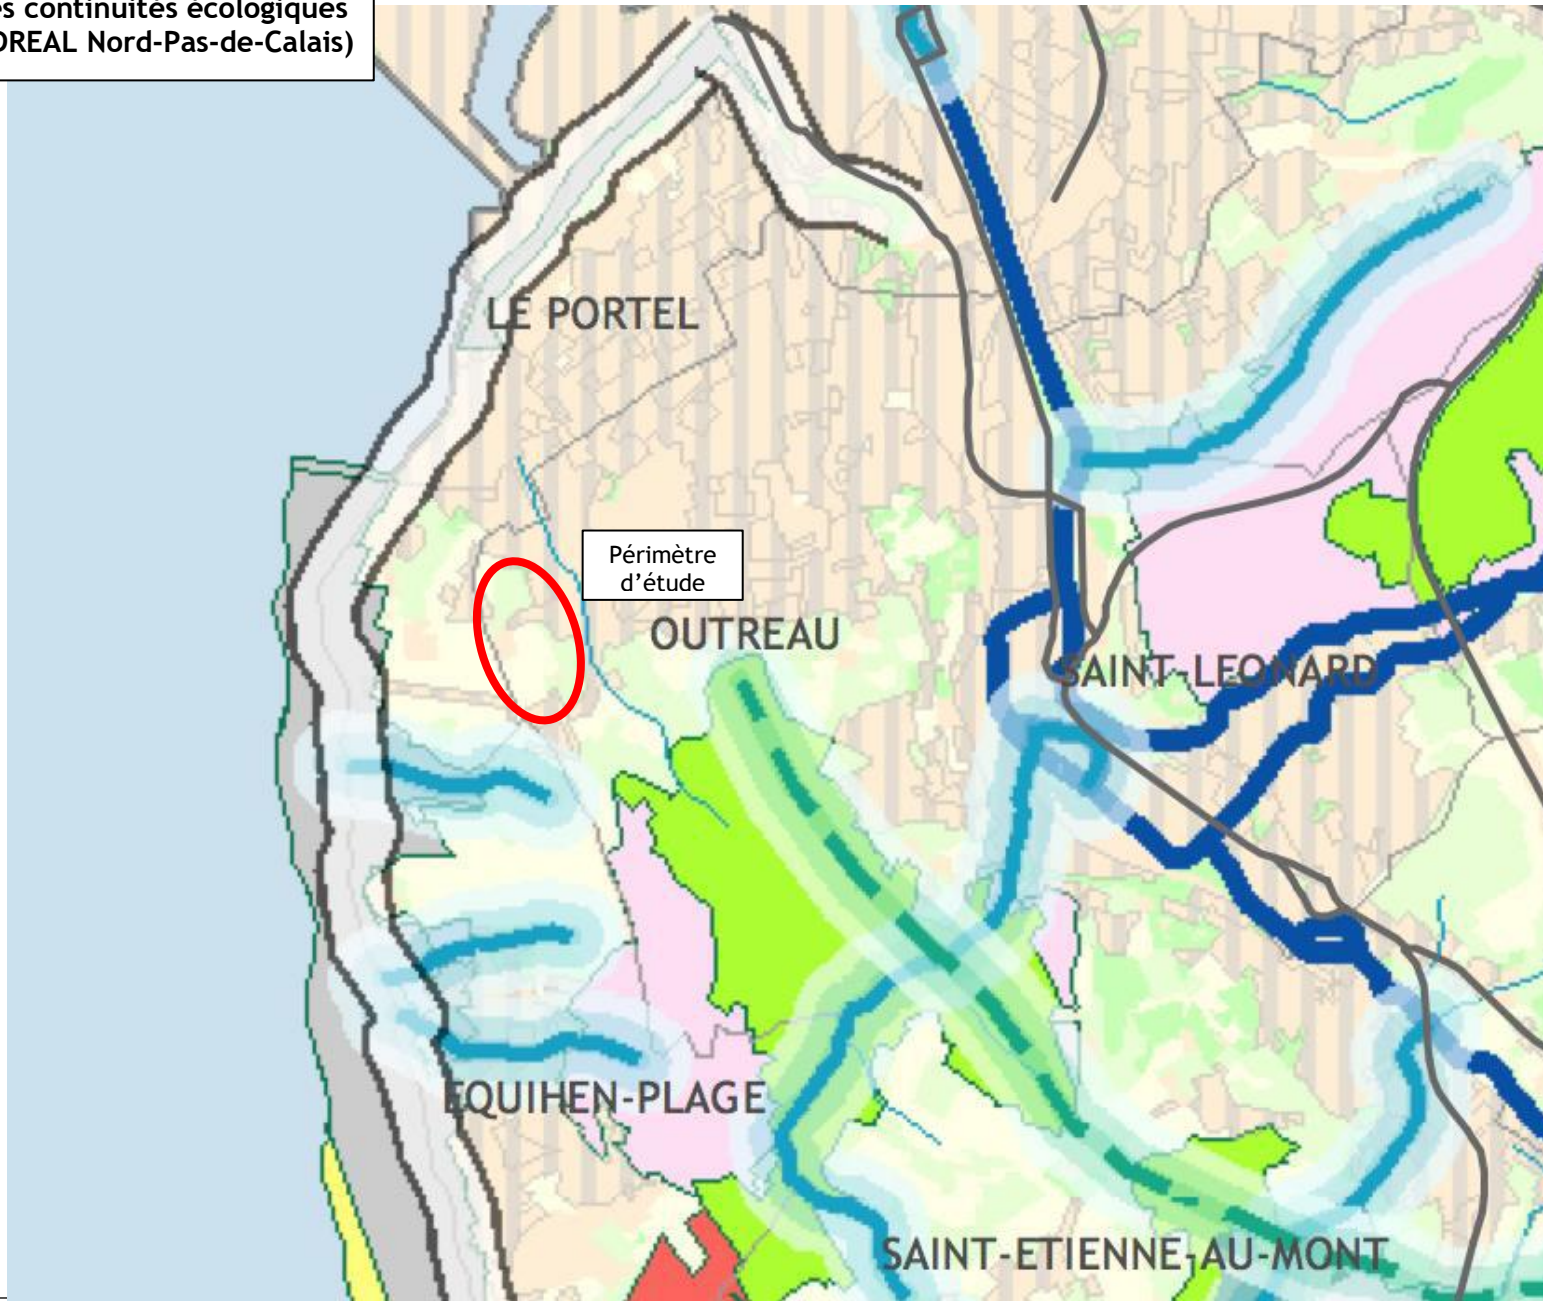 continuités écologiques
DREAL Nord-Pas-de-Calais)
LE PORTEL
Périmètre
d'étude
OUTREAU
SAINT-LEONARD
EQUIHEN-PLAGE
SAINT-ETIENNE-AU-MONT